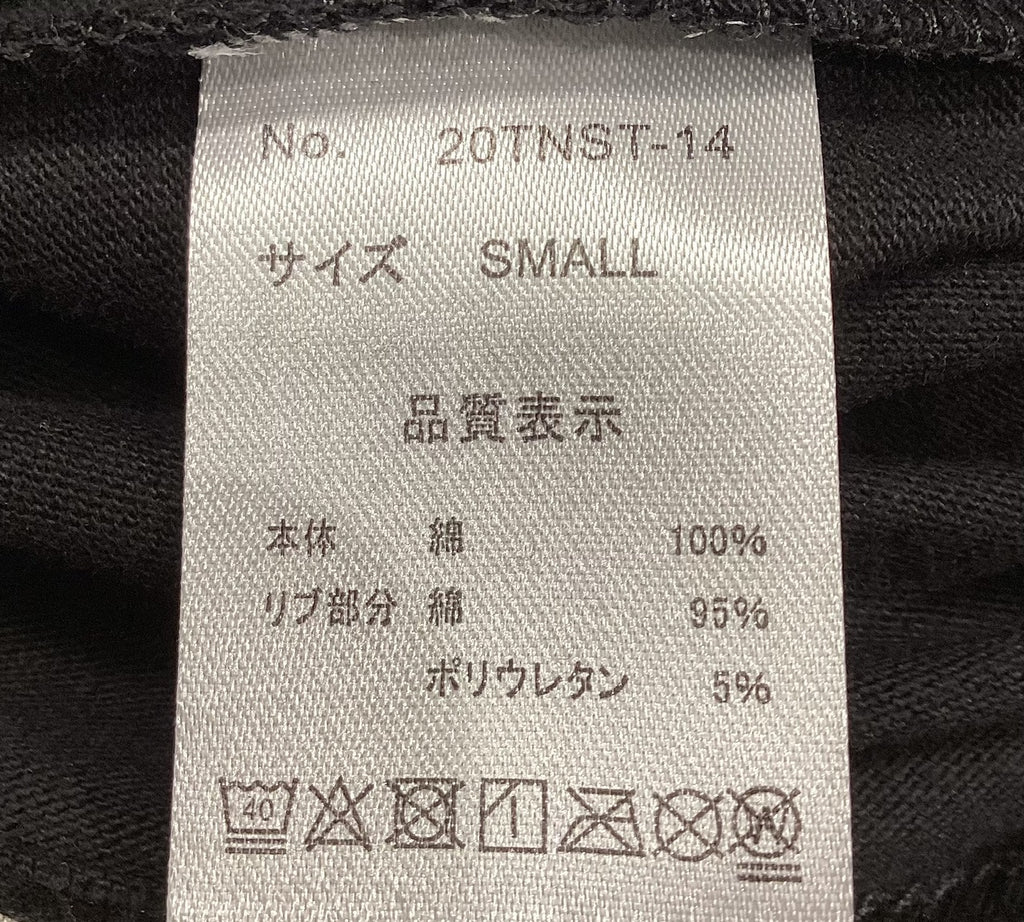 No. 20TNST-14
サイズ SMALL
品質表示
本体 綿 100%
リブ部分 綿 95%
ポリウレタン 5%
40 W